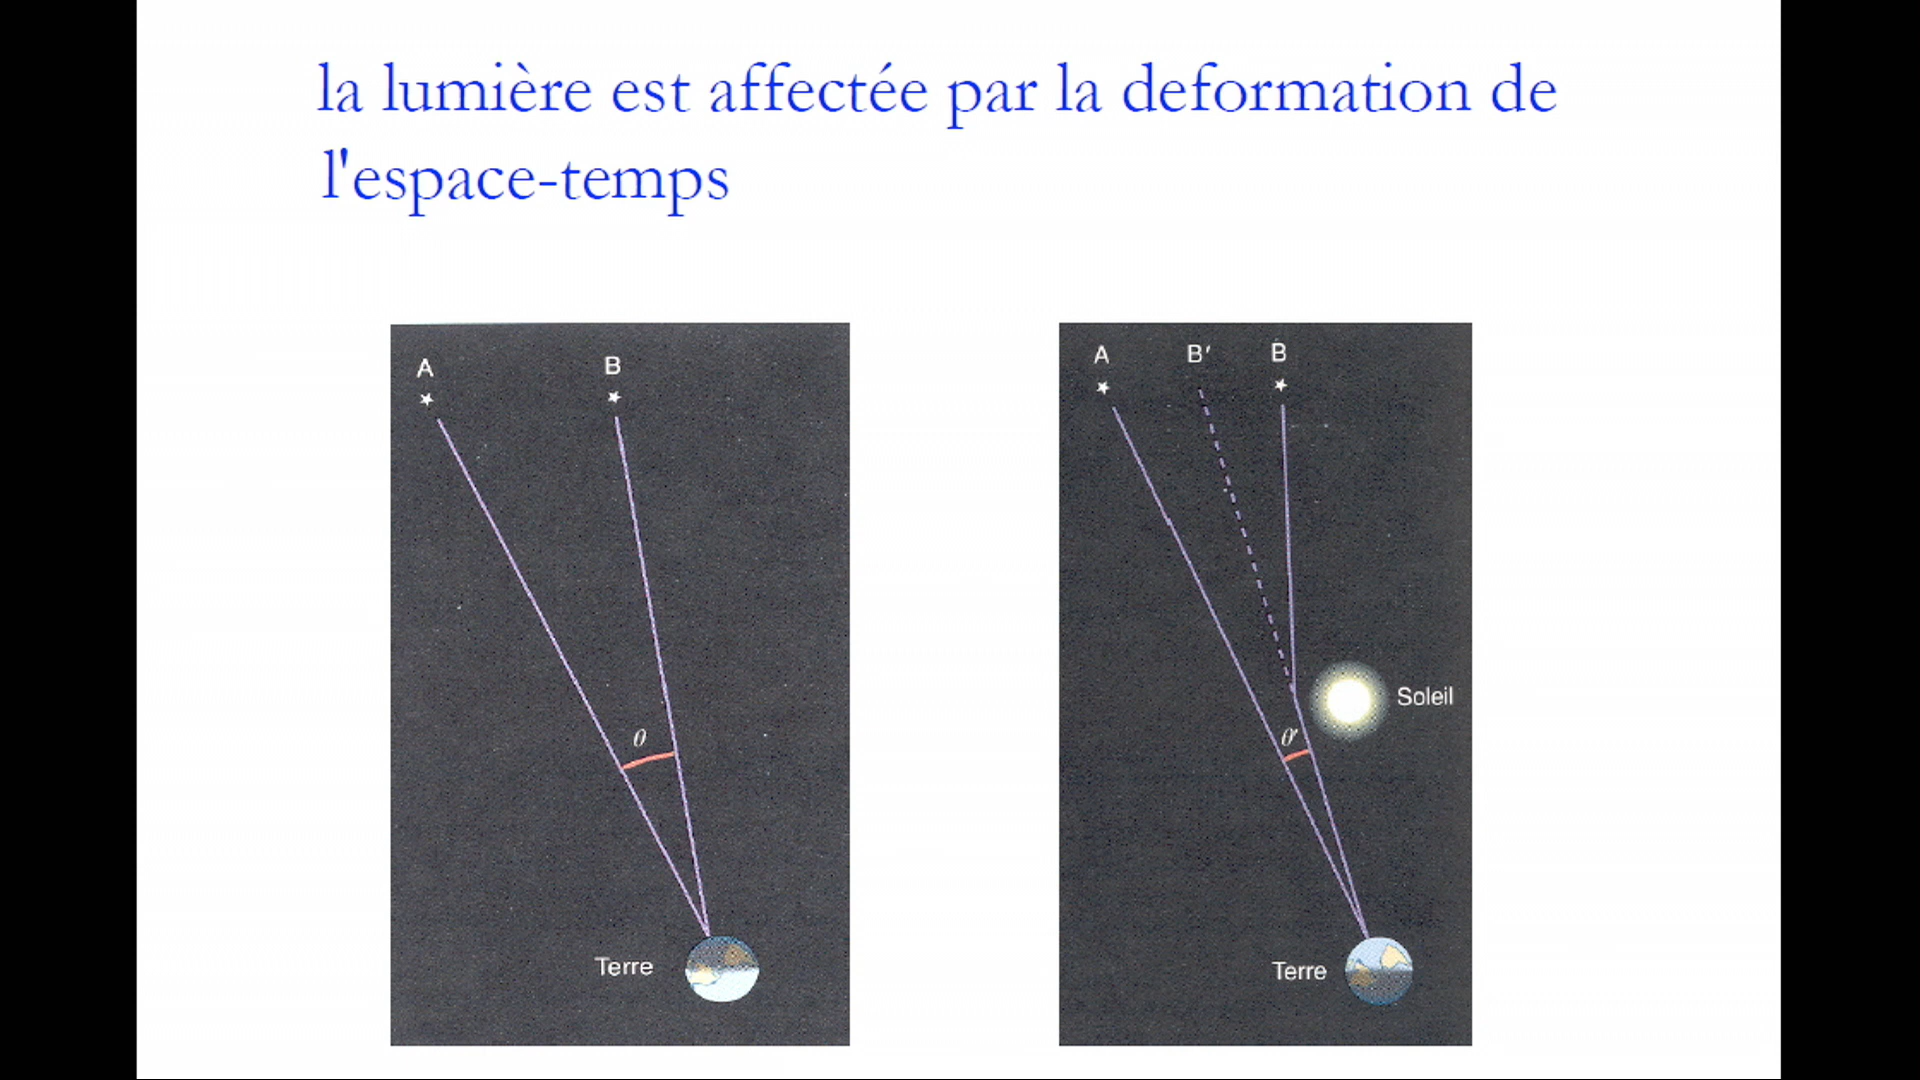 la lumière est affectée par la deformation de
l'espace-temps
A
B
θ
Terre
A
B′
B
Soleil
θ′
Terre